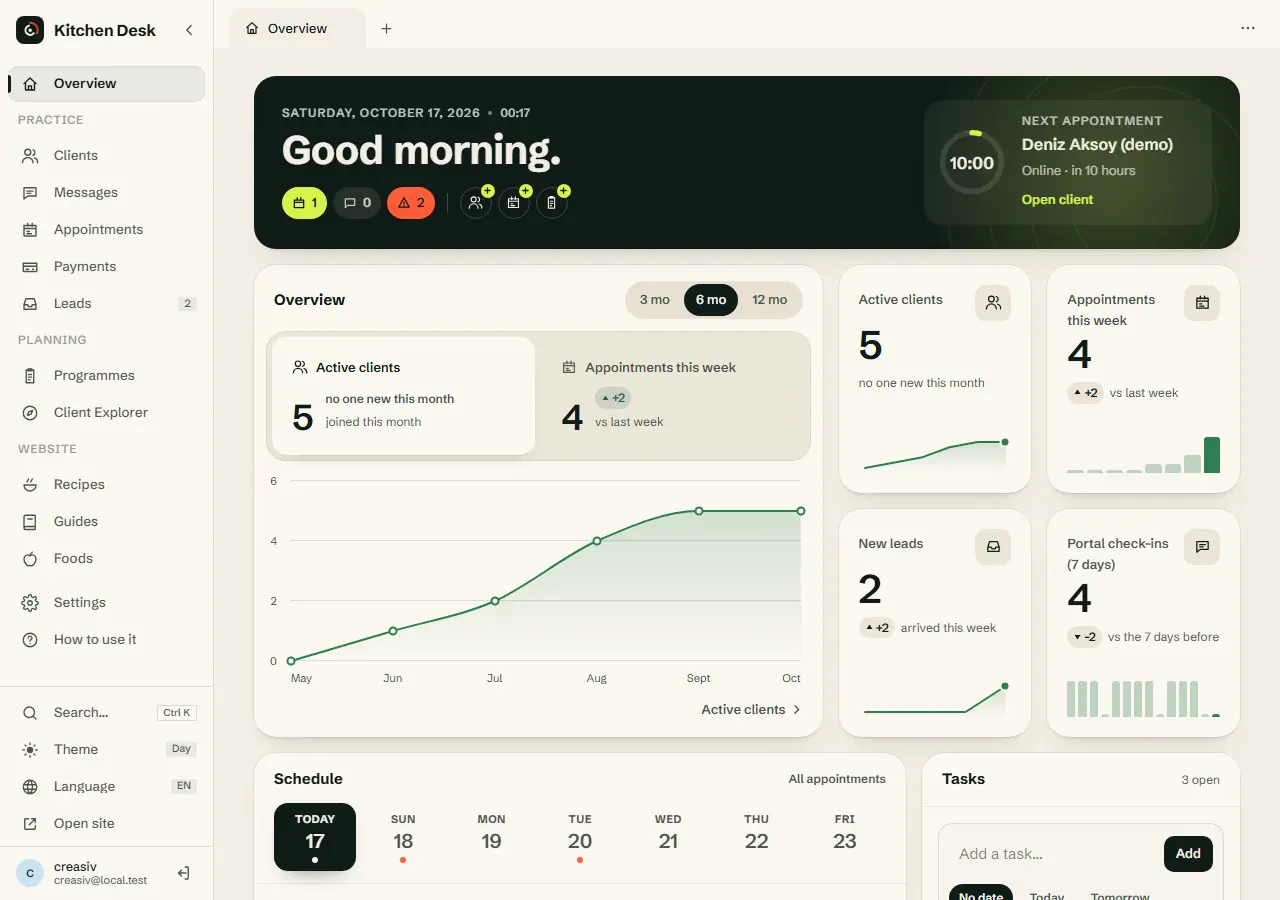 Kitchen Desk
Overview
PRACTICE
Clients
Messages
Appointments
Payments
Leads 2
PLANNING
Programmes
Client Explorer
WEBSITE
Recipes
Guides
Foods
Settings
How to use it
Search... Ctrl K
Theme Day
Language EN
Open site
C creasiv
creasiv@local.test
Overview
SATURDAY, OCTOBER 17, 2026 • 00:17
Good morning.
1 0 2
10:00
NEXT APPOINTMENT
Deniz Aksoy (demo)
Online · in 10 hours
Open client
Overview 3 mo 6 mo 12 mo
Active clients
5 no one new this month
joined this month
Appointments this week
4 +2
vs last week
6
4
2
0
May Jun Jul Aug Sept Oct
Active clients
Active clients
5
no one new this month
Appointments
this week
4
+2 vs last week
New leads
2
+2 arrived this week
Portal check-ins
(7 days)
4
-2 vs the 7 days before
Schedule All appointments
TODAY SUN MON TUE WED THU FRI
17 18 19 20 21 22 23
Tasks 3 open
Add a task... Add
No date Today Tomorrow